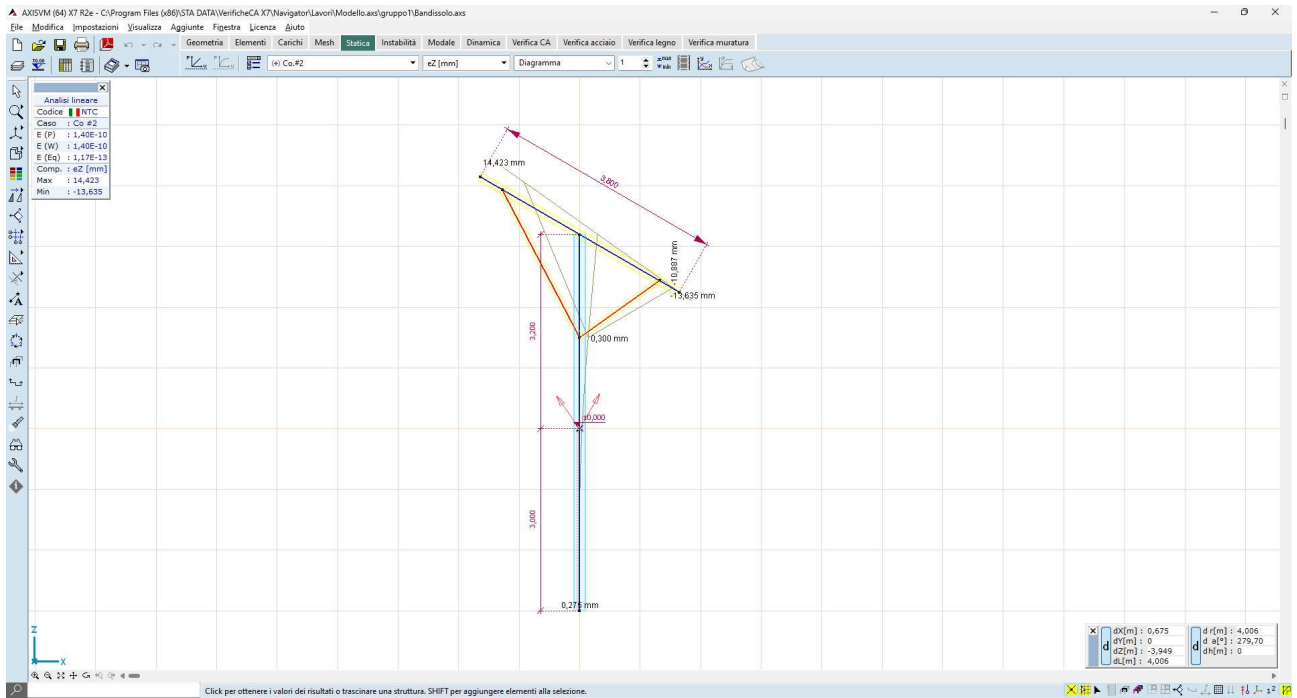 AXISVM (64) X7 R2e - C:\Program Files (x86)\STA DATA\VerificheCA X7\Navigator\Lavori\Modello.axs\gruppo1\Bandissolo.axs
File Modifica Impostazioni Visualizza Aggiunte Finestra Licenza Aiuto
Geometria Elementi Carichi Mesh Statica Instabilità Modale Dinamica Verifica CA Verifica acciaio Verifica legno Verifica muratura
(+) Co.#2 eZ [mm] Diagramma 1
Analisi lineare
Codice NTC
Caso : Co #2
E (P) : 1,40E-10
E (W) : 1,40E-10
E (Eq) : 1,17E-13
Comp. : eZ [mm]
Max : 14,423
Min : -13,635
14,423 mm
3,800
-10,887 mm
-13,635 mm
3,200
0,300 mm
±0,000
3,000
0,275 mm
Z
X
dX[m] : 0,675
dY[m] : 0
dZ[m] : -3,949
dL[m] : 4,006
d
d r[m] : 4,006
d a[°] : 279,70
dh[m] : 0
d
Click per ottenere i valori dei risultati o trascinare una struttura. SHIFT per aggiungere elementi alla selezione.